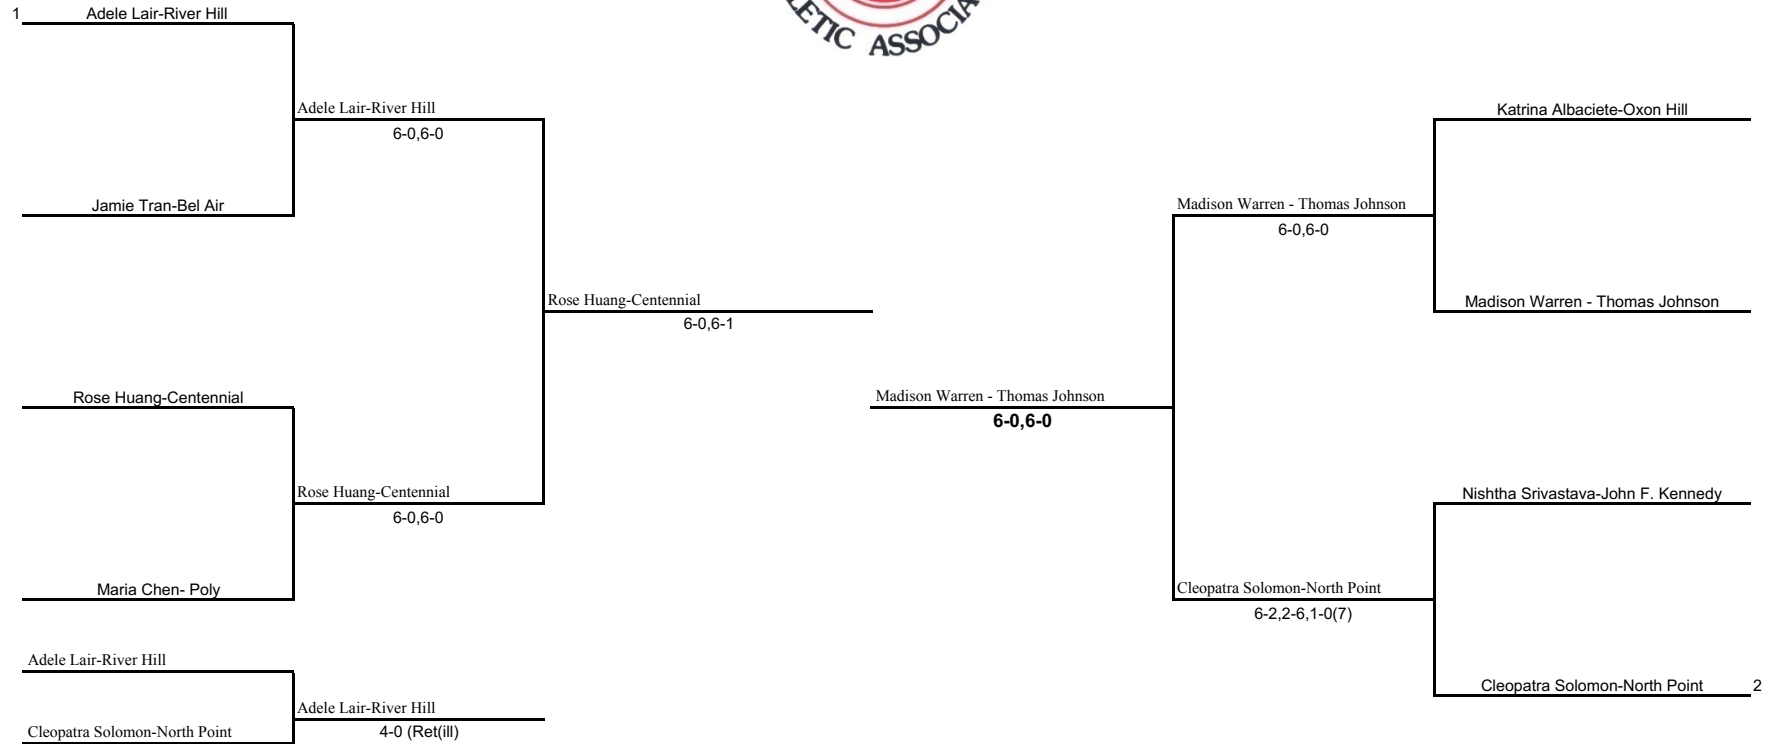 LETIC ASSOCIA
1 Adele Lair-River Hill
Adele Lair-River Hill
6-0,6-0
Jamie Tran-Bel Air
Rose Huang-Centennial
6-0,6-1
Rose Huang-Centennial
Rose Huang-Centennial
6-0,6-0
Maria Chen- Poly
Adele Lair-River Hill
Adele Lair-River Hill
4-0 (Ret(ill)
Cleopatra Solomon-North Point
Katrina Albaciete-Oxon Hill
Madison Warren - Thomas Johnson
6-0,6-0
Madison Warren - Thomas Johnson
Madison Warren - Thomas Johnson
6-0,6-0
Nishtha Srivastava-John F. Kennedy
Cleopatra Solomon-North Point
6-2,2-6,1-0(7)
Cleopatra Solomon-North Point 2